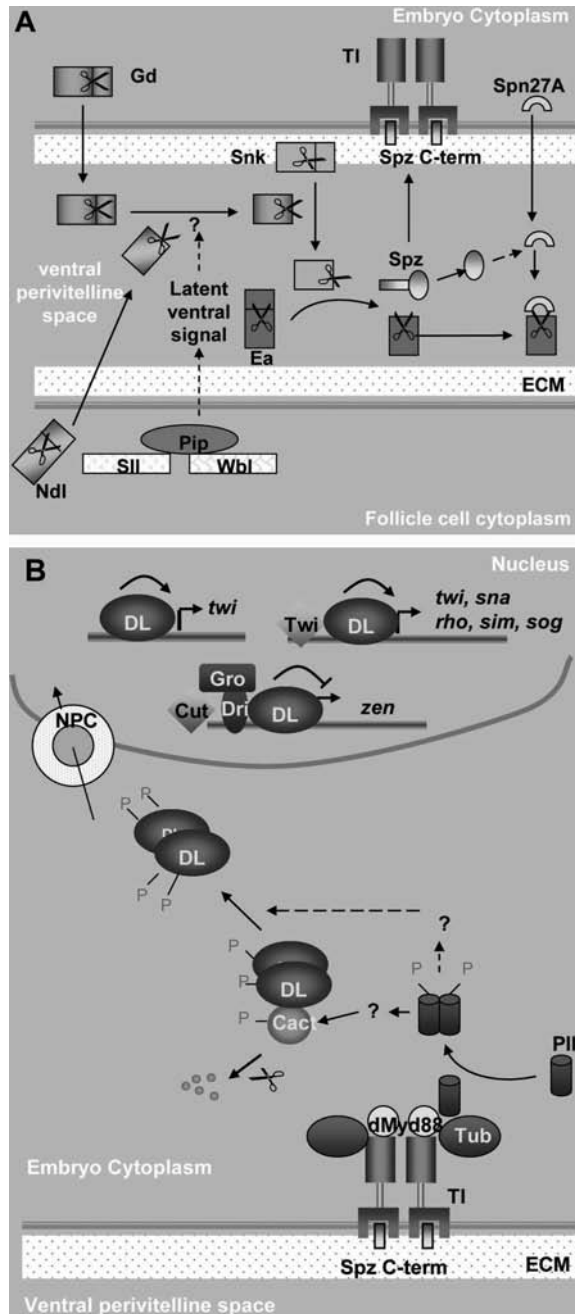 A
Embryo Cytoplasm
Tl
Gd
Spn27A
Snk
Spz C-term
?
ventral
perivitelline
space
Latent
ventral
signal
Spz
Ea
ECM
Pip
Sll
Wbl
Ndl
Follicle cell cytoplasm
B
Nucleus
DL
twi
Twi
DL
twi, sna
rho, sim, sog
Gro
Cut
Dri
DL
zen
NPC
P
P
DL
P
P
?
P
P
DL
P
Cact
?
P
P
Pll
dMyd88
Tub
Embryo Cytoplasm
Tl
Spz C-term
ECM
Ventral perivitelline space